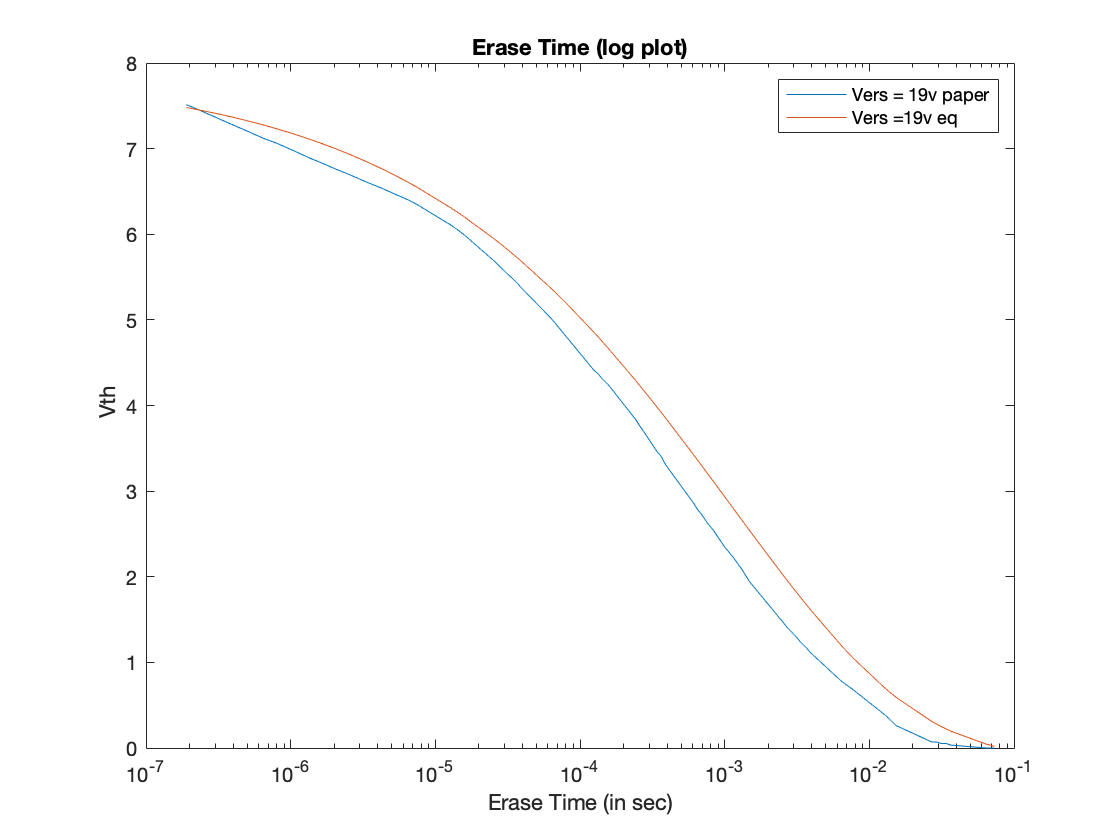 Erase Time (log plot)
Vers = 19v paper
Vers =19v eq
8
7
6
5
4
3
2
1
0
Vth
10^-7 10^-6 10^-5 10^-4 10^-3 10^-2 10^-1
Erase Time (in sec)